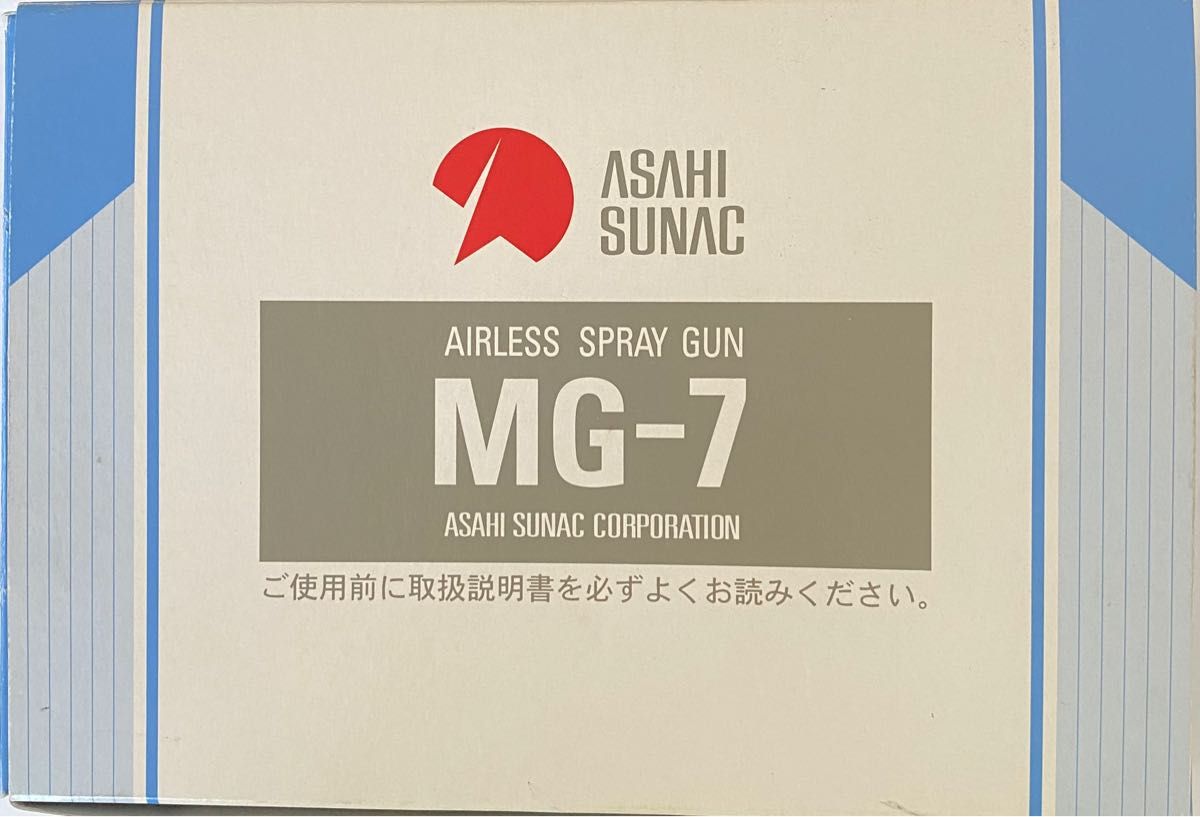 ASAHI
SUNAC
AIRLESS SPRAY GUN
MG-7
ASAHI SUNAC CORPORATION
ご使用前に取扱説明書を必ずよくお読みください。